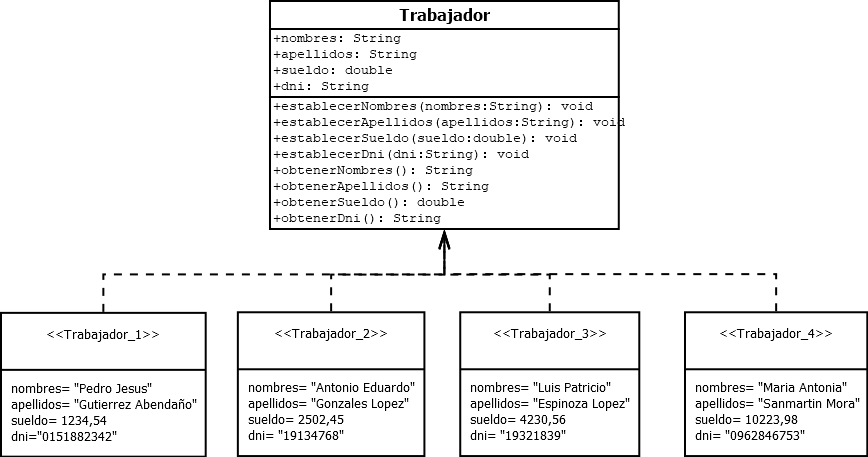 Trabajador
+nombres: String
+apellidos: String
+sueldo: double
+dni: String
+establecerNombres(nombres:String): void
+establecerApellidos(apellidos:String): void
+establecerSueldo(sueldo:double): void
+establecerDni(dni:String): void
+obtenerNombres(): String
+obtenerApellidos(): String
+obtenerSueldo(): double
+obtenerDni(): String
<<Trabajador_1>>
nombres= "Pedro Jesus"
apellidos= "Gutierrez Abendaño"
sueldo= 1234,54
dni="0151882342"
<<Trabajador_2>>
nombres= "Antonio Eduardo"
apellidos= "Gonzales Lopez"
sueldo= 2502,45
dni= "19134768"
<<Trabajador_3>>
nombres= "Luis Patricio"
apellidos= "Espinoza Lopez"
sueldo= 4230,56
dni= "19321839"
<<Trabajador_4>>
nombres= "Maria Antonia"
apellidos= "Sanmartin Mora"
sueldo= 10223,98
dni= "0962846753"